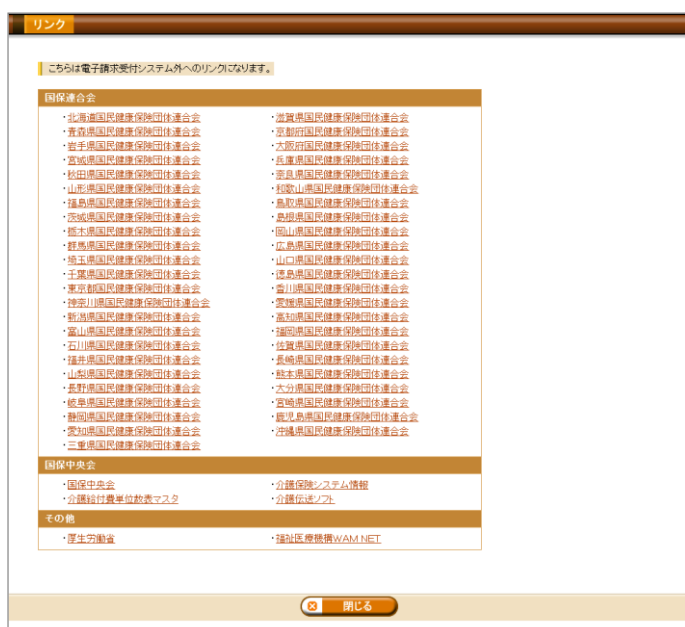 リンク
こちらは電子請求受付システム外へのリンクになります。
国保連合会
・北海道国民健康保険団体連合会
・青森県国民健康保険団体連合会
・岩手県国民健康保険団体連合会
・宮城県国民健康保険団体連合会
・秋田県国民健康保険団体連合会
・山形県国民健康保険団体連合会
・福島県国民健康保険団体連合会
・茨城県国民健康保険団体連合会
・栃木県国民健康保険団体連合会
・群馬県国民健康保険団体連合会
・埼玉県国民健康保険団体連合会
・千葉県国民健康保険団体連合会
・東京都国民健康保険団体連合会
・神奈川県国民健康保険団体連合会
・新潟県国民健康保険団体連合会
・富山県国民健康保険団体連合会
・石川県国民健康保険団体連合会
・福井県国民健康保険団体連合会
・山梨県国民健康保険団体連合会
・長野県国民健康保険団体連合会
・岐阜県国民健康保険団体連合会
・静岡県国民健康保険団体連合会
・愛知県国民健康保険団体連合会
・三重県国民健康保険団体連合会
・滋賀県国民健康保険団体連合会
・京都府国民健康保険団体連合会
・大阪府国民健康保険団体連合会
・兵庫県国民健康保険団体連合会
・奈良県国民健康保険団体連合会
・和歌山県国民健康保険団体連合会
・鳥取県国民健康保険団体連合会
・島根県国民健康保険団体連合会
・岡山県国民健康保険団体連合会
・広島県国民健康保険団体連合会
・山口県国民健康保険団体連合会
・徳島県国民健康保険団体連合会
・香川県国民健康保険団体連合会
・愛媛県国民健康保険団体連合会
・高知県国民健康保険団体連合会
・福岡県国民健康保険団体連合会
・佐賀県国民健康保険団体連合会
・長崎県国民健康保険団体連合会
・熊本県国民健康保険団体連合会
・大分県国民健康保険団体連合会
・宮崎県国民健康保険団体連合会
・鹿児島県国民健康保険団体連合会
・沖縄県国民健康保険団体連合会
国保中央会
・国保中央会
・介護給付費単位数表マスタ
・介護保険システム情報
・介護伝送ソフト
その他
・厚生労働省
・福祉医療機構WAM NET
閉じる